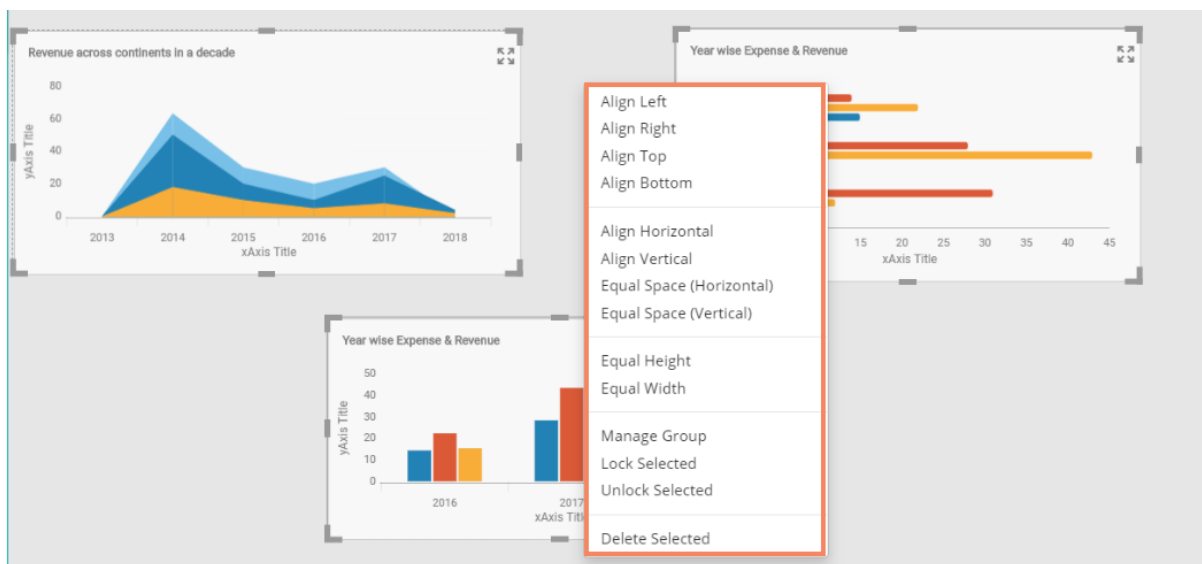 Revenue across continents in a decade
80
60
40
20
0
yAxis Title
2013 2014 2015 2016 2017 2018
xAxis Title
Year wise Expense & Revenue
15 20 25 30 35 40 45
xAxis Title
Align Left
Align Right
Align Top
Align Bottom
Align Horizontal
Align Vertical
Equal Space (Horizontal)
Equal Space (Vertical)
Equal Height
Equal Width
Manage Group
Lock Selected
Unlock Selected
Delete Selected
Year wise Expense & Revenue
50
40
30
20
10
0
yAxis Title
2016 2017
xAxis Titl